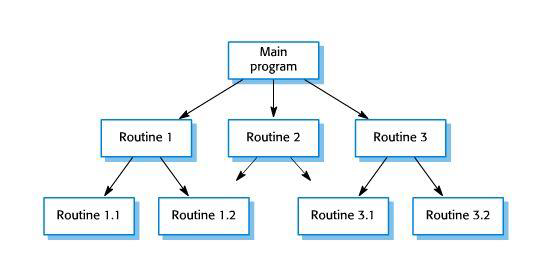 Main
program
Routine 1
Routine 2
Routine 3
Routine 1.1
Routine 1.2
Routine 3.1
Routine 3.2